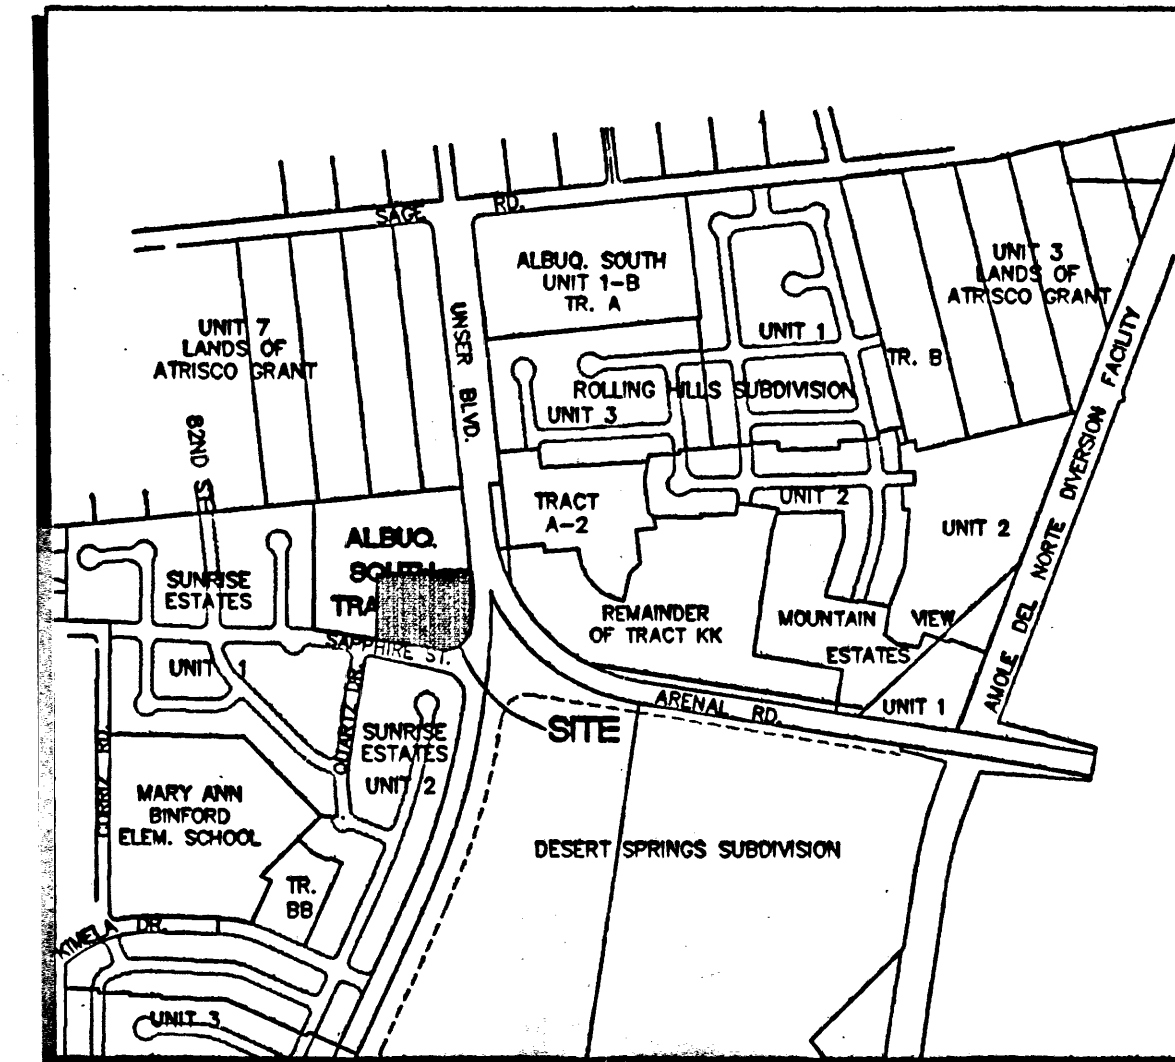 SAGE RD.
ALBUQ. SOUTH
UNIT 1-B
TR. A
UNIT 3
LANDS OF
ATRISCO GRANT
UNIT 7
LANDS OF
ATRISCO GRANT
UNSER BLVD.
UNIT 1
TR. B
ROLLING HILLS SUBDIVISION
UNIT 3
82ND ST.
AMOLE DEL NORTE DIVERSION FACILITY
TRACT
A-2
UNIT 2
UNIT 2
ALBUQ.
SOUTH
SUNRISE
ESTATES
UNIT 1
REMAINDER
OF TRACT KK
MOUNTAIN VIEW
ESTATES
UNIT 1
SAPPHIRE ST.
QUARTZ DR.
ARENAL RD.
SITE
SUNRISE
ESTATES
UNIT 2
MARY ANN
BINFORD
ELEM. SCHOOL
DESERT SPRINGS SUBDIVISION
TR.
BB
DR.
UNIT 3